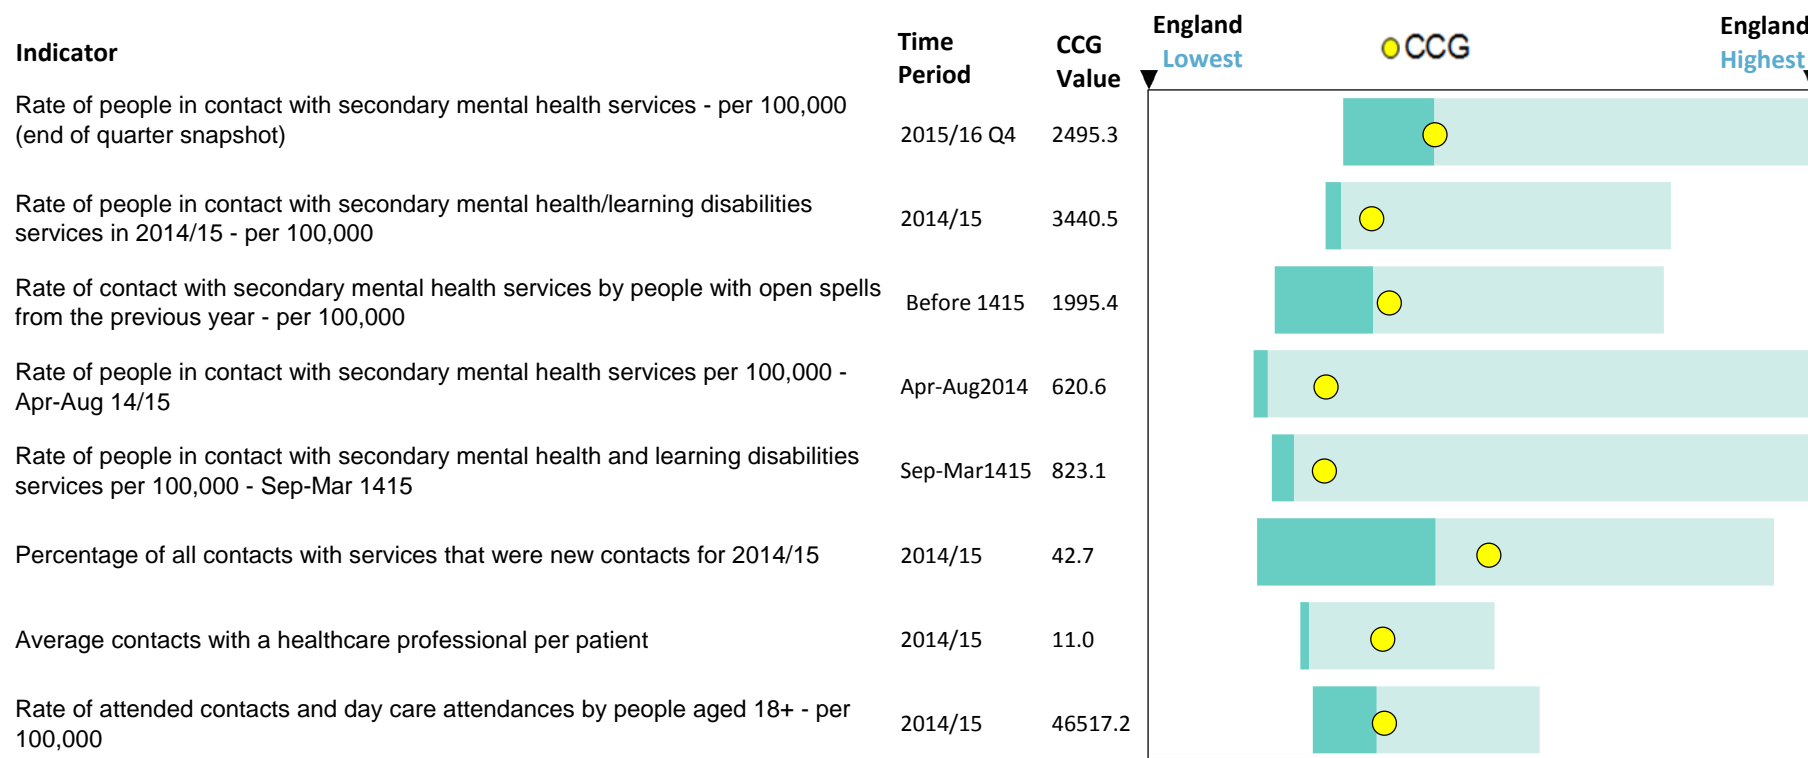 Indicator
Time Period
CCG Value
England Lowest
CCG
England Highest
Rate of people in contact with secondary mental health services - per 100,000
(end of quarter snapshot)
2015/16 Q4 2495.3
Rate of people in contact with secondary mental health/learning disabilities
services in 2014/15 - per 100,000
2014/15 3440.5
Rate of contact with secondary mental health services by people with open spells
from the previous year - per 100,000
Before 1415 1995.4
Rate of people in contact with secondary mental health services per 100,000 -
Apr-Aug 14/15
Apr-Aug2014 620.6
Rate of people in contact with secondary mental health and learning disabilities
services per 100,000 - Sep-Mar 1415
Sep-Mar1415 823.1
Percentage of all contacts with services that were new contacts for 2014/15
2014/15 42.7
Average contacts with a healthcare professional per patient
2014/15 11.0
Rate of attended contacts and day care attendances by people aged 18+ - per
100,000
2014/15 46517.2